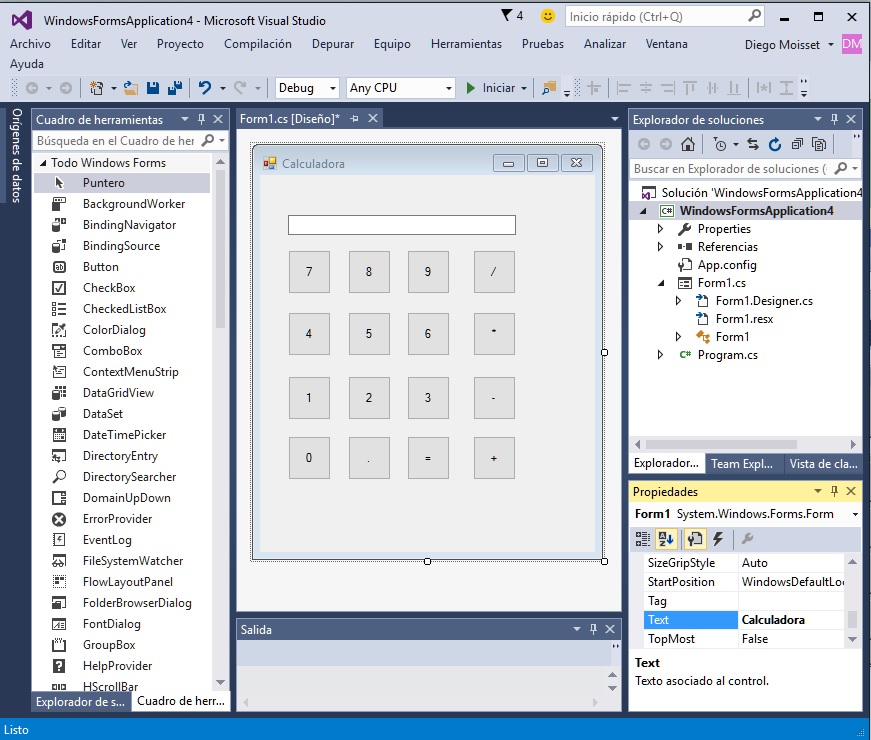 WindowsFormsApplication4 - Microsoft Visual Studio
4
Inicio rápido (Ctrl+Q)
Archivo Editar Ver Proyecto Compilación Depurar Equipo Herramientas Pruebas Analizar Ventana
Diego Moisset DM
Ayuda
Debug Any CPU Iniciar
Orígenes de datos
Cuadro de herramientas
Búsqueda en el Cuadro de her
Todo Windows Forms
Puntero
BackgroundWorker
BindingNavigator
BindingSource
Button
CheckBox
CheckedListBox
ColorDialog
ComboBox
ContextMenuStrip
DataGridView
DataSet
DateTimePicker
DirectoryEntry
DirectorySearcher
DomainUpDown
ErrorProvider
EventLog
FileSystemWatcher
FlowLayoutPanel
FolderBrowserDialog
FontDialog
GroupBox
HelpProvider
HScrollBar
Explorador de s... Cuadro de herr...
Form1.cs [Diseño]*
Calculadora
7 8 9 /
4 5 6 *
1 2 3 -
0 . = +
Salida
Explorador de soluciones
Buscar en Explorador de soluciones (
Solución 'WindowsFormsApplication4
C# WindowsFormsApplication4
Properties
Referencias
App.config
Form1.cs
Form1.Designer.cs
Form1.resx
Form1
C# Program.cs
Explorador... Team Expl... Vista de cla...
Propiedades
Form1 System.Windows.Forms.Form
SizeGripStyle Auto
StartPosition WindowsDefaultLoc
Tag
Text Calculadora
TopMost False
Text
Texto asociado al control.
Listo